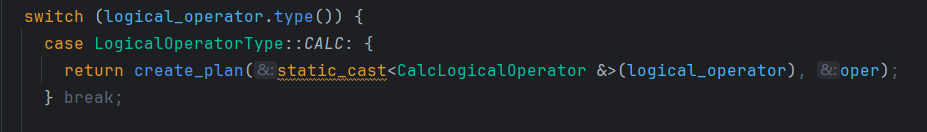 switch (logical_operator.type()) {
case LogicalOperatorType::CALC: {
return create_plan(&: static_cast<CalcLogicalOperator &>(logical_operator), &: oper);
} break;